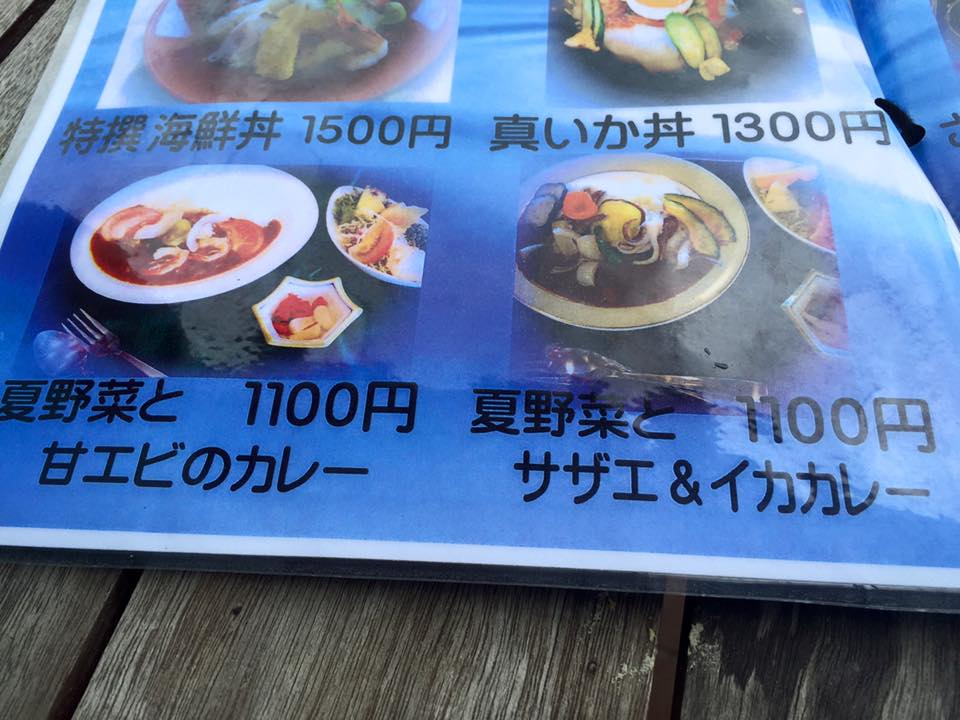 特撰海鮮丼 1500円
真いか丼 1300円
夏野菜と 1100円
甘エビのカレー
夏野菜と 1100円
サザエ&イカカレー